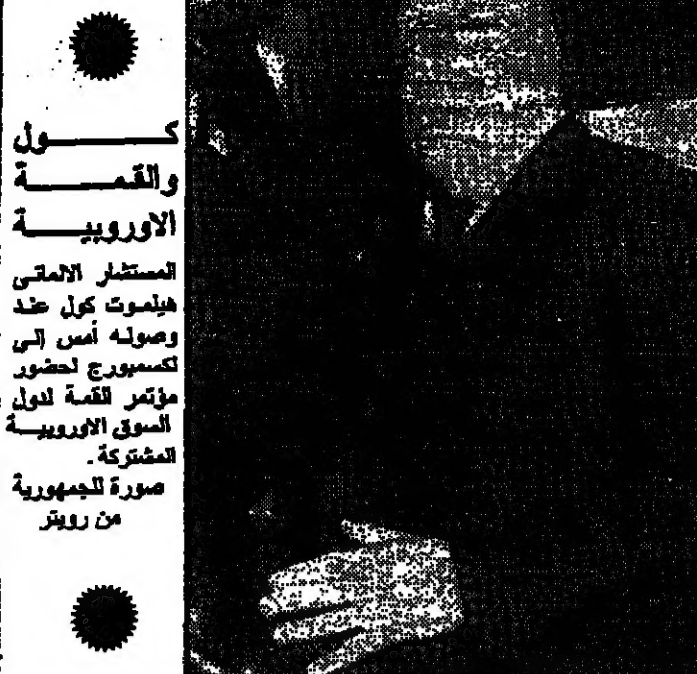 كول
والقمة
الاوروبية
المستشار الالمانى
هيلموت كول عند
وصوله أمس إلى
لكسمبورج لحضور
مؤتمر القمة لدول
السوق الاوروبية
المشتركة .
صورة للجمهورية
من رويتر